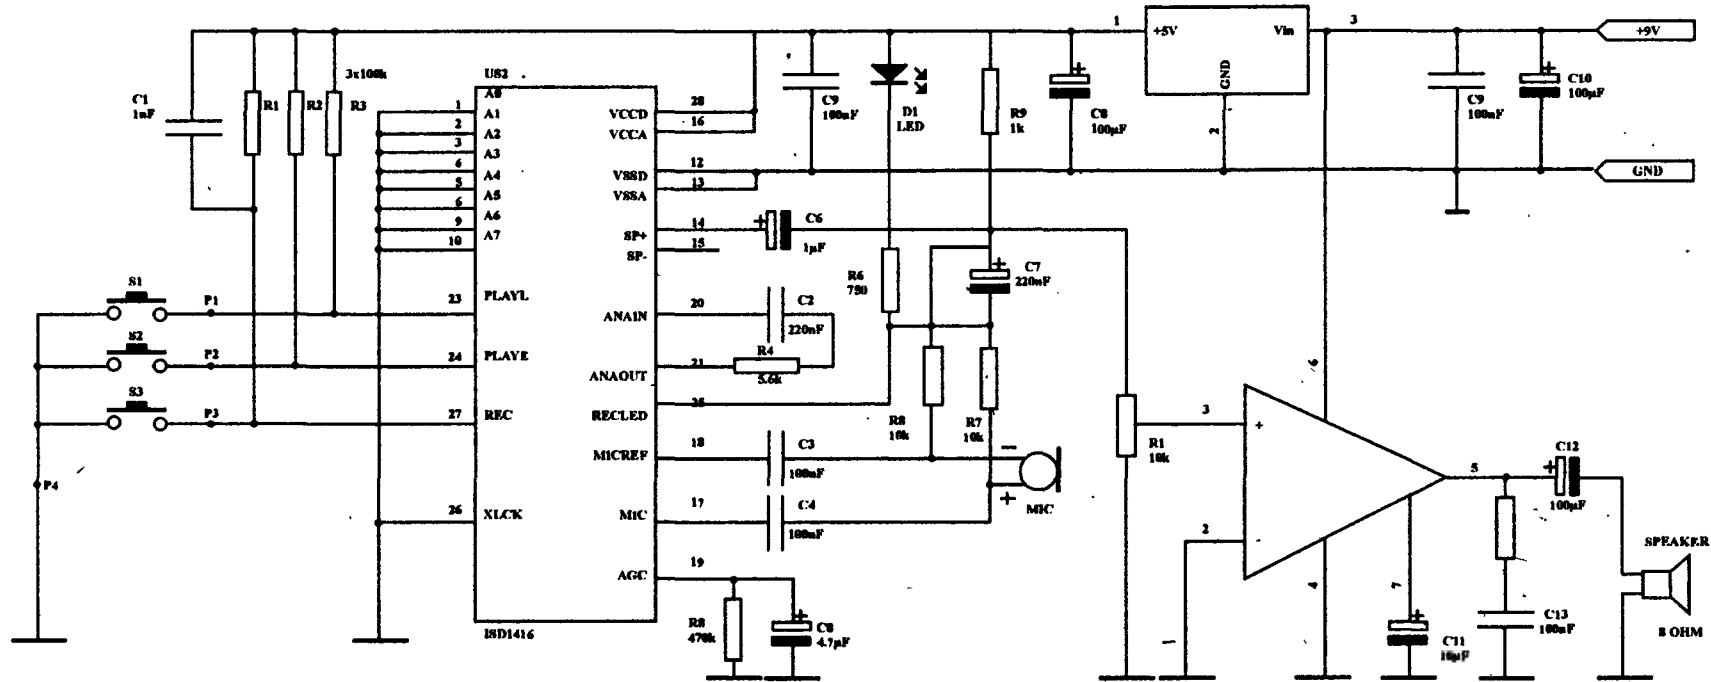 1
+5V
Vin
3
+9V
GND
2
GND
C1
1nF
R1
R2
R3
3x100k
US2
A0
A1
A2
A3
A4
A5
A6
A7
1
2
3
4
5
6
9
10
VCCD
28
VCCA
16
VSSD
12
VSSA
13
SP+
14
SP-
15
C9
100nF
D1
LED
R9
1k
C8
100µF
C9
100nF
C10
100µF
C6
1µF
R6
750
C7
220nF
S1
P1
23
PLAYL
S2
P2
24
PLAYE
S3
P3
27
REC
P4
26
XLCK
ANAIN
20
C2
220nF
ANAOUT
21
R4
5.6k
RECLED
25
MICREF
18
C3
100nF
MIC
17
C4
100nF
R8
10k
R7
10k
-
+
MIC
AGC
19
R8
470k
C8
4.7µF
ISD1416
R1
10k
3
+
2
-
6
4
7
1
5
C12
+
100µF
C11
10µF
C13
100nF
SPEAKER
8 OHM